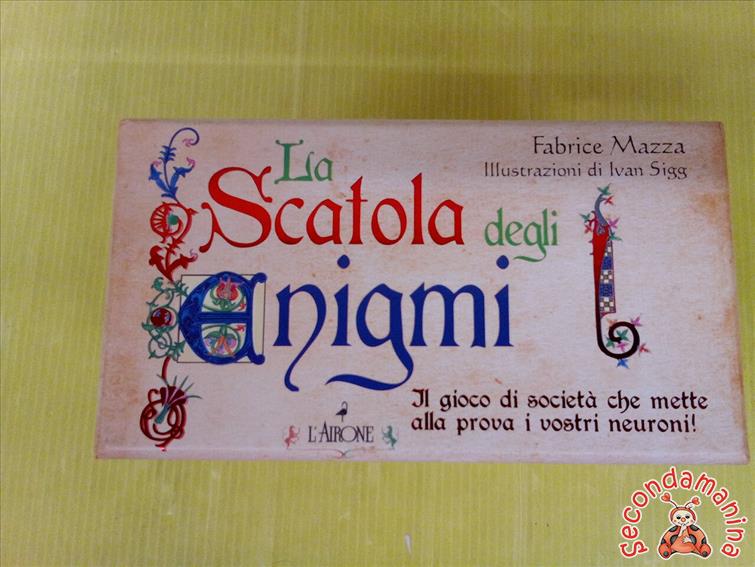 Fabrice Mazza
Illustrazioni di Ivan Sigg
La
Scatola degli
Enigmi
Il gioco di società che mette
alla prova i vostri neuroni!
L'AIRONE
secondamanina